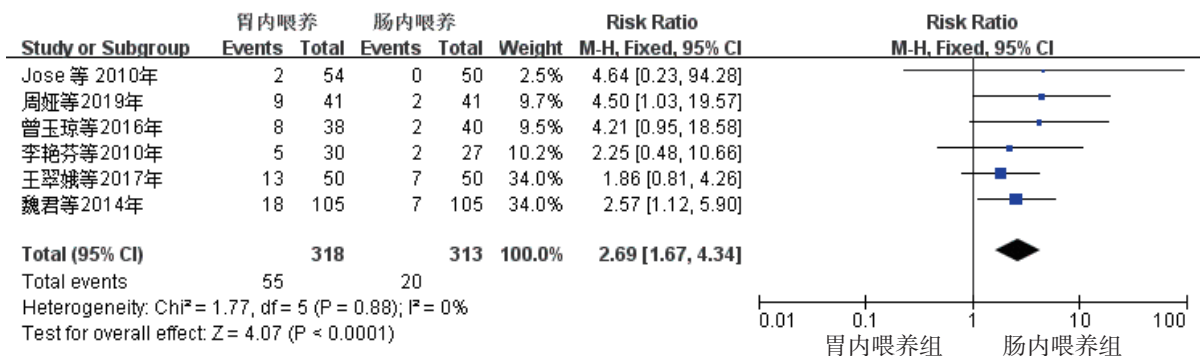 胃内喂养 肠内喂养 Risk Ratio Risk Ratio
Study or Subgroup Events Total Events Total Weight M-H, Fixed, 95% CI M-H, Fixed, 95% CI
Jose 等 2010年 2 54 0 50 2.5% 4.64 [0.23, 94.28]
周娅等2019年 9 41 2 41 9.7% 4.50 [1.03, 19.57]
曾玉琼等2016年 8 38 2 40 9.5% 4.21 [0.95, 18.58]
李艳芬等2010年 5 30 2 27 10.2% 2.25 [0.48, 10.66]
王翠娥等2017年 13 50 7 50 34.0% 1.86 [0.81, 4.26]
魏君等2014年 18 105 7 105 34.0% 2.57 [1.12, 5.90]
Total (95% CI) 318 313 100.0% 2.69 [1.67, 4.34]
Total events 55 20
Heterogeneity: Chi² = 1.77, df = 5 (P = 0.88); I² = 0%
Test for overall effect: Z = 4.07 (P < 0.0001)
0.01 0.1 1 10 100
胃内喂养组 肠内喂养组